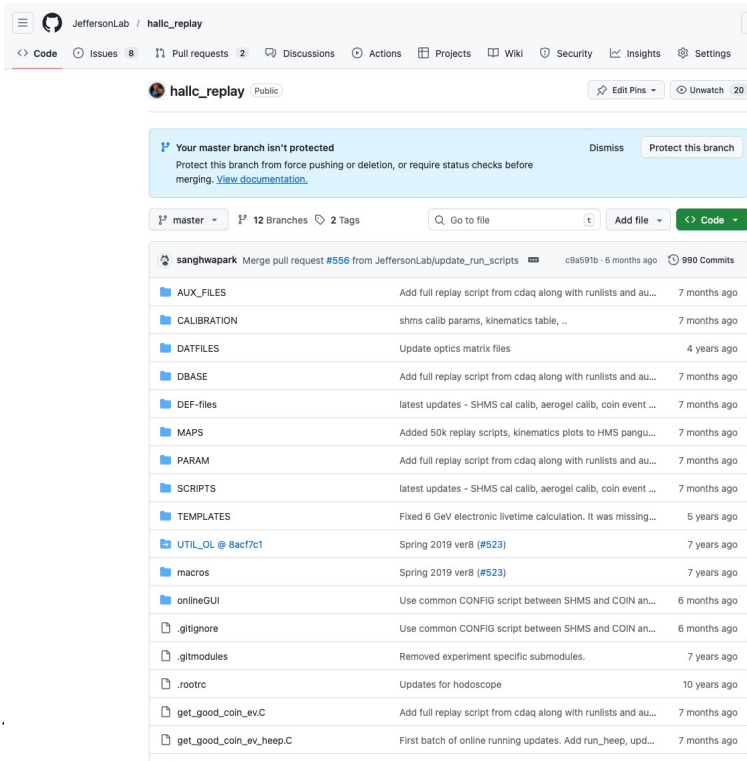 JeffersonLab / hallc_replay
<> Code Issues 8 Pull requests 2 Discussions Actions Projects Wiki Security Insights Settings
hallc_replay Public Edit Pins Unwatch 20
Your master branch isn't protected Dismiss Protect this branch
Protect this branch from force pushing or deletion, or require status checks before
merging. View documentation.
master 12 Branches 2 Tags Go to file t Add file <> Code
sanghwapark Merge pull request #556 from JeffersonLab/update_run_scripts ... c9a591b · 6 months ago 990 Commits
AUX_FILES Add full replay script from cdaq along with runlists and au... 7 months ago
CALIBRATION shms calib params, kinematics table, .. 7 months ago
DATFILES Update optics matrix files 4 years ago
DBASE Add full replay script from cdaq along with runlists and au... 7 months ago
DEF-files latest updates - SHMS cal calib, aerogel calib, coin event ... 7 months ago
MAPS Added 50k replay scripts, kinematics plots to HMS pangu... 7 months ago
PARAM Add full replay script from cdaq along with runlists and au... 7 months ago
SCRIPTS latest updates - SHMS cal calib, aerogel calib, coin event ... 7 months ago
TEMPLATES Fixed 6 GeV electronic livetime calculation. It was missing... 5 years ago
UTIL_OL @ 8acf7c1 Spring 2019 ver8 (#523) 7 years ago
macros Spring 2019 ver8 (#523) 7 years ago
onlineGUI Use common CONFIG script between SHMS and COIN an... 6 months ago
.gitignore Use common CONFIG script between SHMS and COIN an... 6 months ago
.gitmodules Removed experiment specific submodules. 7 years ago
.rootrc Updates for hodoscope 10 years ago
get_good_coin_ev.C Add full replay script from cdaq along with runlists and au... 7 months ago
get_good_coin_ev_heep.C First batch of online running updates. Add run_heep, upd... 7 months ago